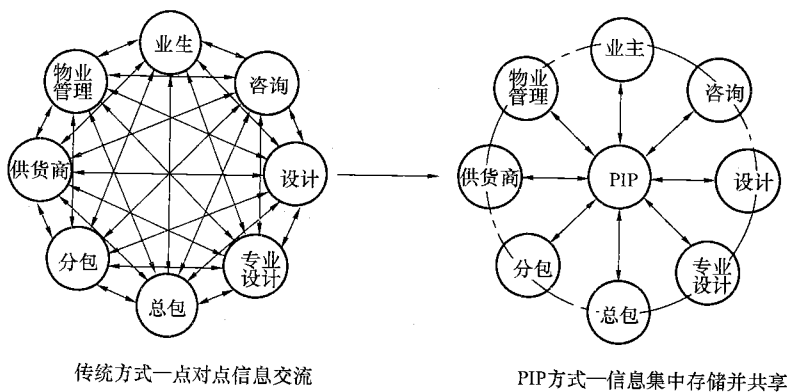 业生
物业
管理
咨询
供货商
设计
分包
专业
设计
总包
传统方式—点对点信息交流
业主
物业
管理
咨询
供货商
PIP
设计
分包
专业
设计
总包
PIP方式—信息集中存储并共享